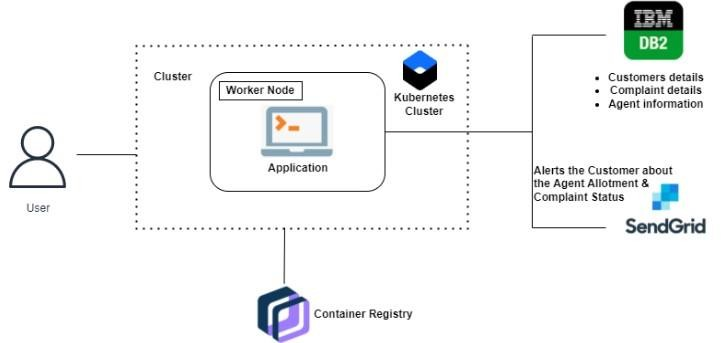 IBM
DB2
Customers details
Complaint details
Agent information
Cluster
Worker Node
Kubernetes
Cluster
Application
Alerts the Customer about
the Agent Allotment &
Complaint Status
SendGrid
User
Container Registry